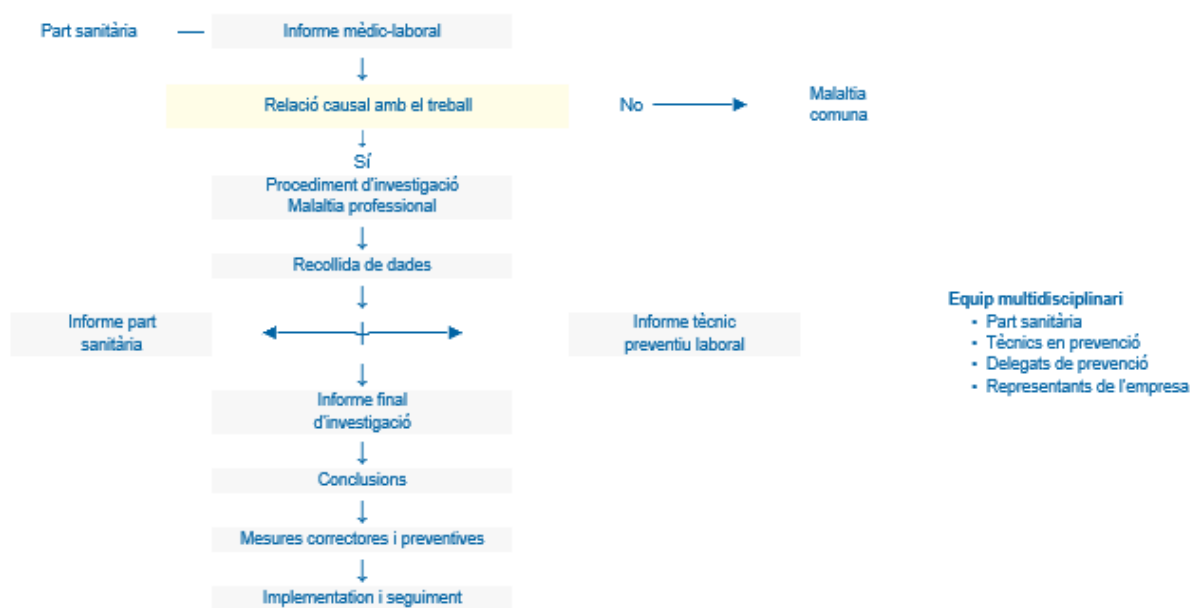 Part sanitària
Informe mèdic-laboral
Relació causal amb el treball
No
Malaltia
comuna
Sí
Procediment d'investigació
Malaltia professional
Recollida de dades
Informe part
sanitària
Informe tècnic
preventiu laboral
Equip multidisciplinari
• Part sanitària
• Tècnics en prevenció
• Delegats de prevenció
• Representants de l'empresa
Informe final
d'investigació
Conclusions
Mesures correctores i preventives
Implementation i seguiment